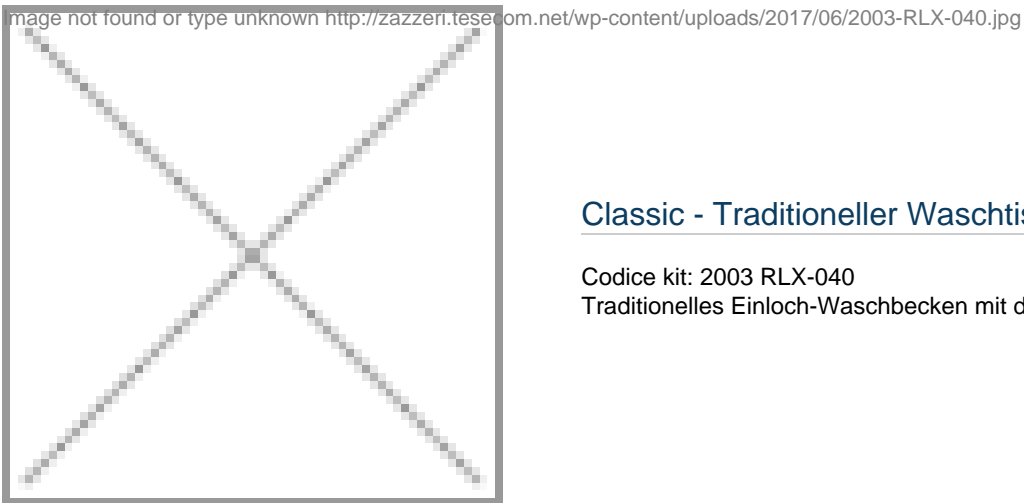 Image not found or type unknown http://zazzeri.tesecom.net/wp-content/uploads/2017/06/2003-RLX-040.jpg
Classic - Traditioneller Waschtis
Codice kit: 2003 RLX-040
Traditionelles Einloch-Waschbecken mit d